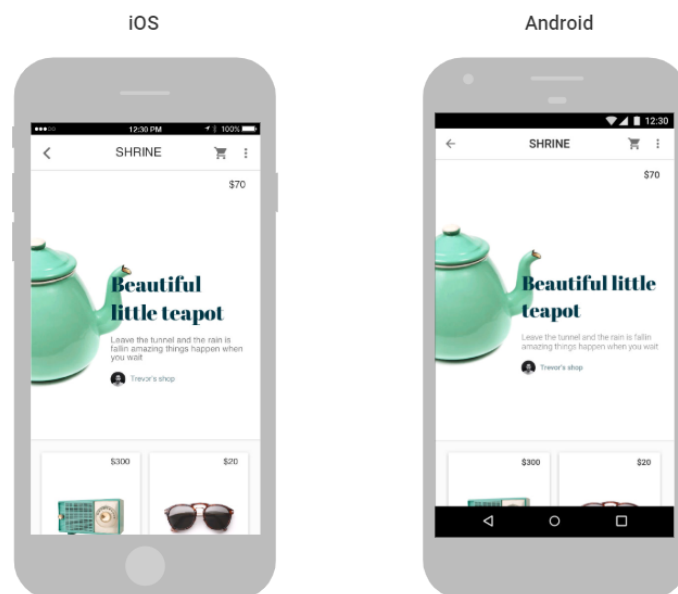 iOS
12:30 PM
100%
SHRINE
$70
Beautiful
little teapot
Leave the tunnel and the rain is
fallin amazing things happen when
you wait
Trevor's shop
$300
$20
Android
12:30
SHRINE
$70
Beautiful little
teapot
Leave the tunnel and the rain is fallin
amazing things happen when you wait
Trevor's shop
$300
$20